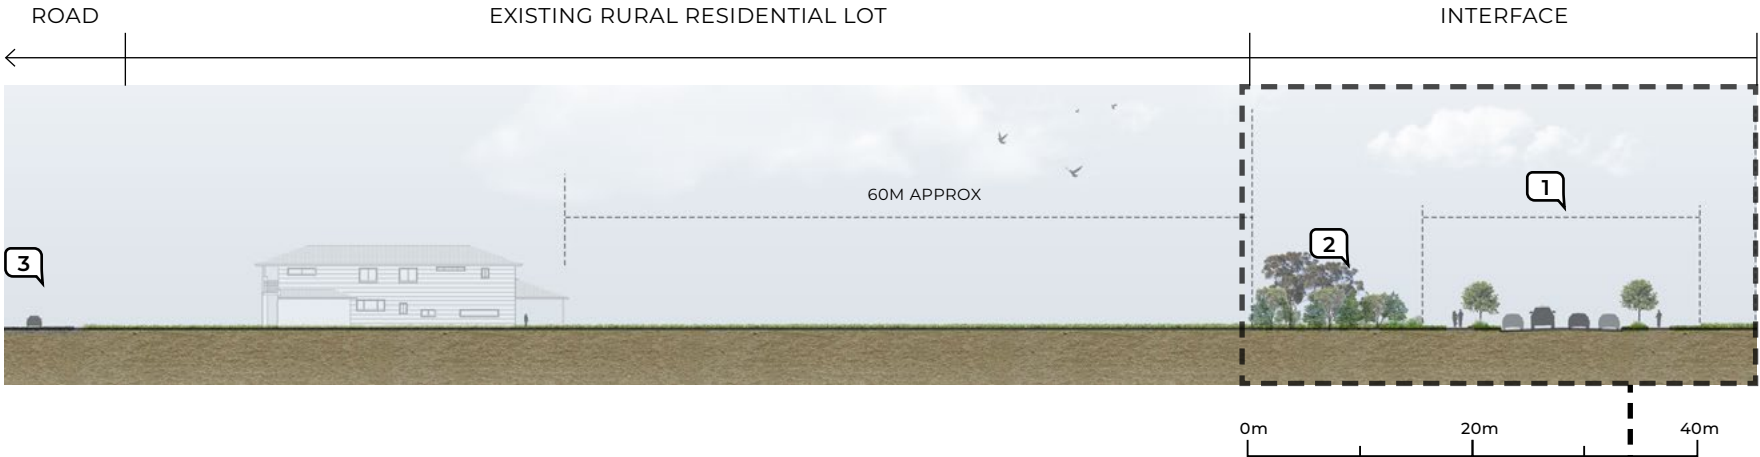 ROAD
EXISTING RURAL RESIDENTIAL LOT
INTERFACE
60M APPROX
1
2
3
0m
20m
40m